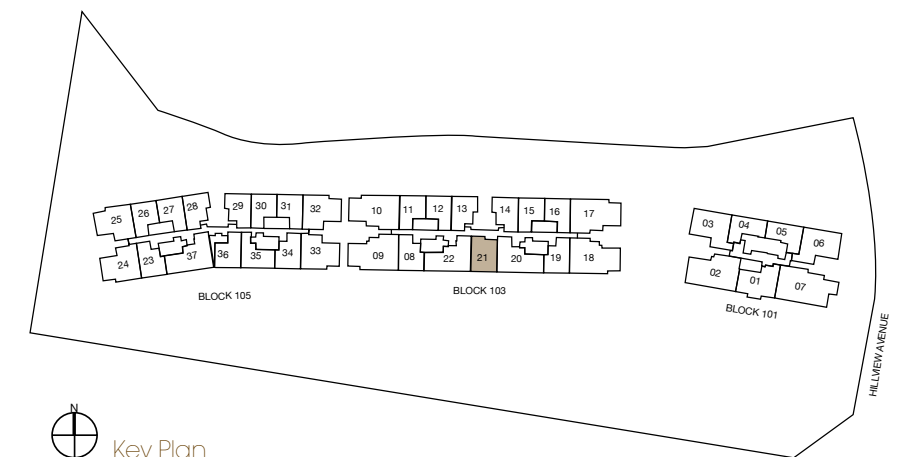 25 26 27 28 29 30 31 32
24 23 37 36 35 34 33
BLOCK 105
10 11 12 13 14 15 16 17
09 08 22 21 20 19 18
BLOCK 103
03 04 05 06
02 01 07
BLOCK 101
HILLVIEW AVENUE
N
Key Plan